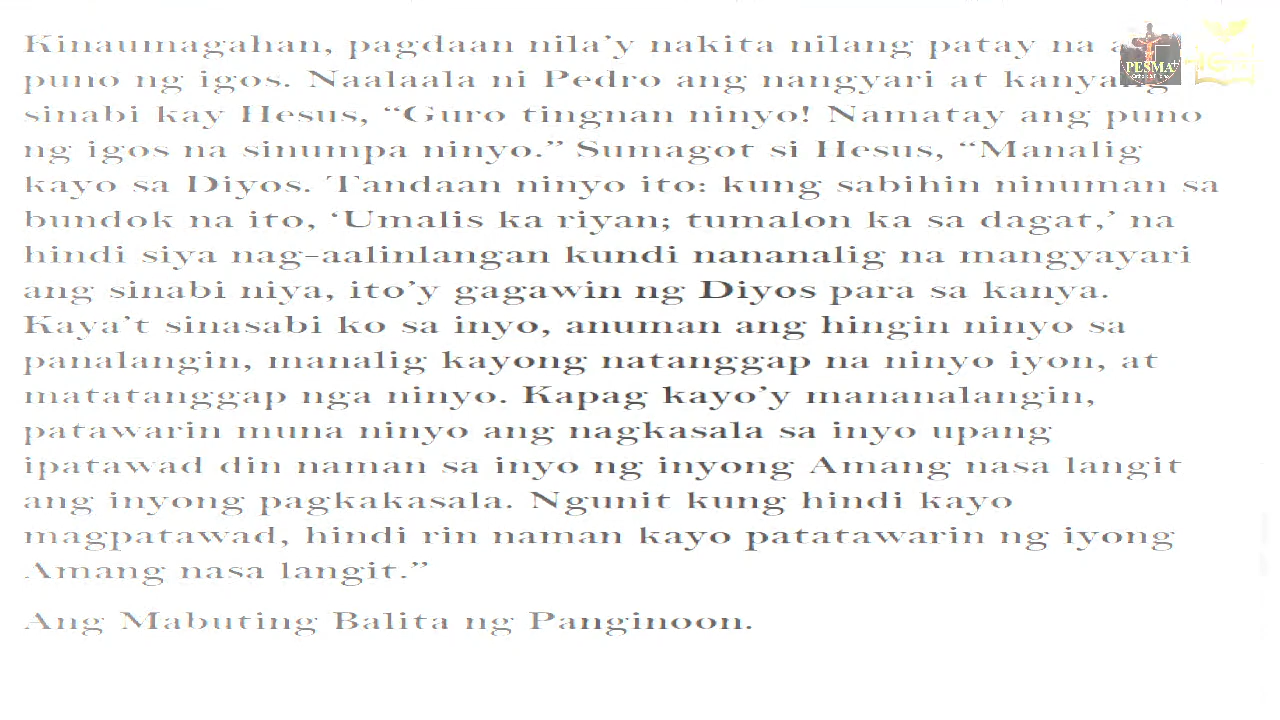 Kinaumagahan, pagdaan nila'y nakita nilang patay na
puno ng igos. Naalaala ni Pedro ang nangyari at
sinabi kay Hesus, “Guro tingnan ninyo! Namatay ang puno
ng igos na sinumpa ninyo.” Sumagot si Hesus, “Manalig
kayo sa Diyos. Tandaan ninyo ito: kung sabihin ninuman sa
bundok na ito, ‘Umalis ka riyan; tumalon ka sa dagat,’ na
hindi siya nag-aalinlangan kundi nananalig na mangyayari
ang sinabi niya, ito’y gagawin ng Diyos para sa kanya.
Kaya’t sinasabi ko sa inyo, anuman ang hingin ninyo sa
panalangin, manalig kayong natanggap na ninyo iyon, at
matatanggap nga ninyo. Kapag kayo’y mananalangin,
patawarin muna ninyo ang nagkasala sa inyo upang
ipatawad din naman sa inyo ng inyong Amang nasa langit
ang inyong pagkakasala. Ngunit kung hindi kayo
magpatawad, hindi rin naman kayo patatawarin ng iyong
Amang nasa langit.”
Ang Mabuting Balita ng Panginoon.
PESMA